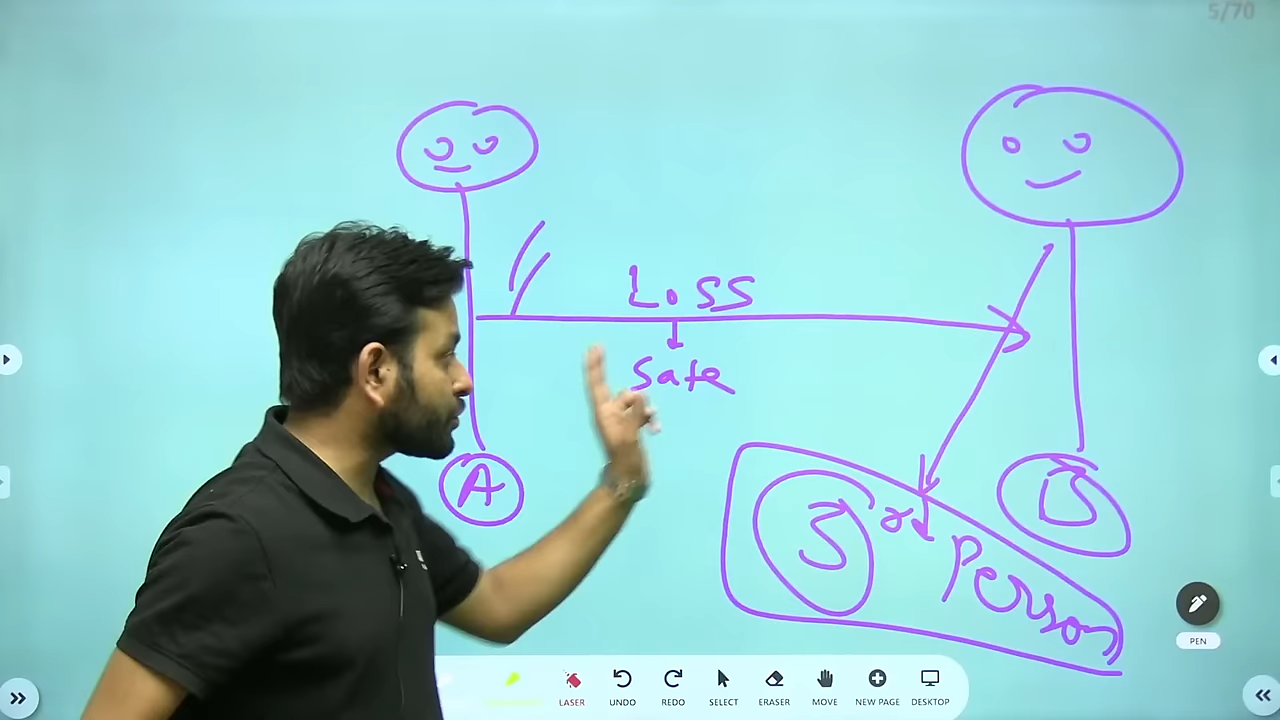 5/70
Loss
Safe
A
B
3rd Person
PEN
LASER
UNDO
REDO
SELECT
ERASER
MOVE
NEW PAGE
DESKTOP